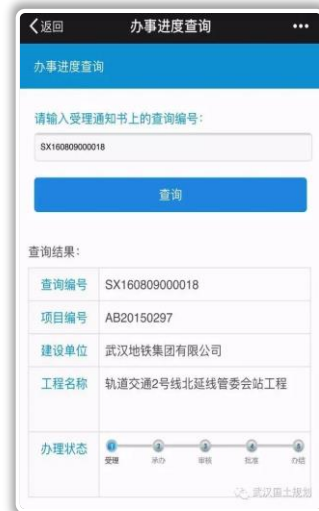 返回 办事进度查询 •••
办事进度查询
请输入受理通知书上的查询编号:
SX160809000018
查询
查询结果:
查询编号 SX160809000018
项目编号 AB20150297
建设单位 武汉地铁集团有限公司
工程名称 轨道交通2号线北延线管委会站工程
办理状态 受理 承办 审核 批准 办结
武汉国土规划